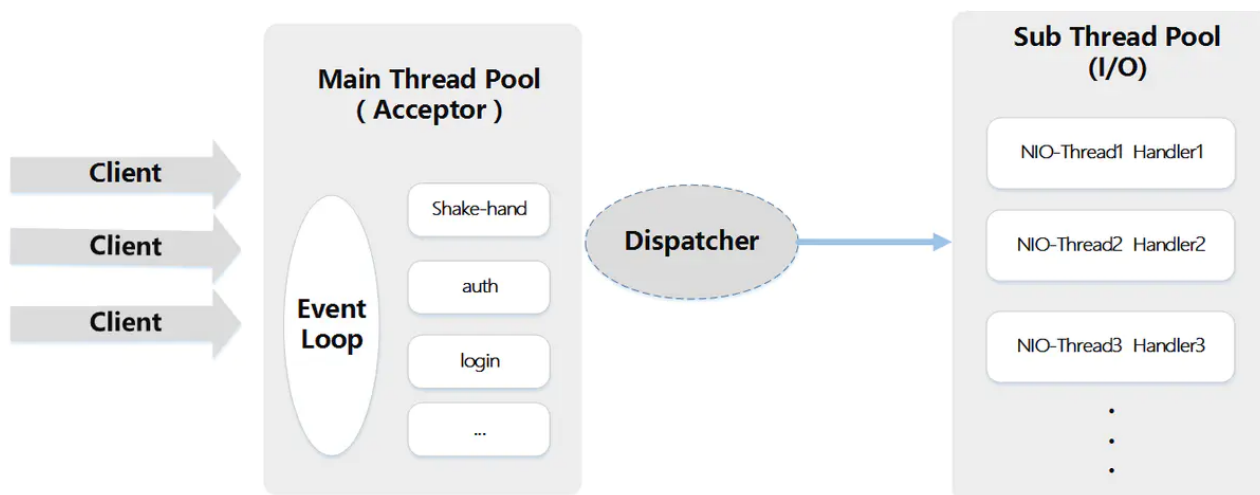 Client
Client
Client
Main Thread Pool
( Acceptor )
Event
Loop
Shake-hand
auth
login
...
Dispatcher
Sub Thread Pool
(I/O)
NIO-Thread1 Handler1
NIO-Thread2 Handler2
NIO-Thread3 Handler3